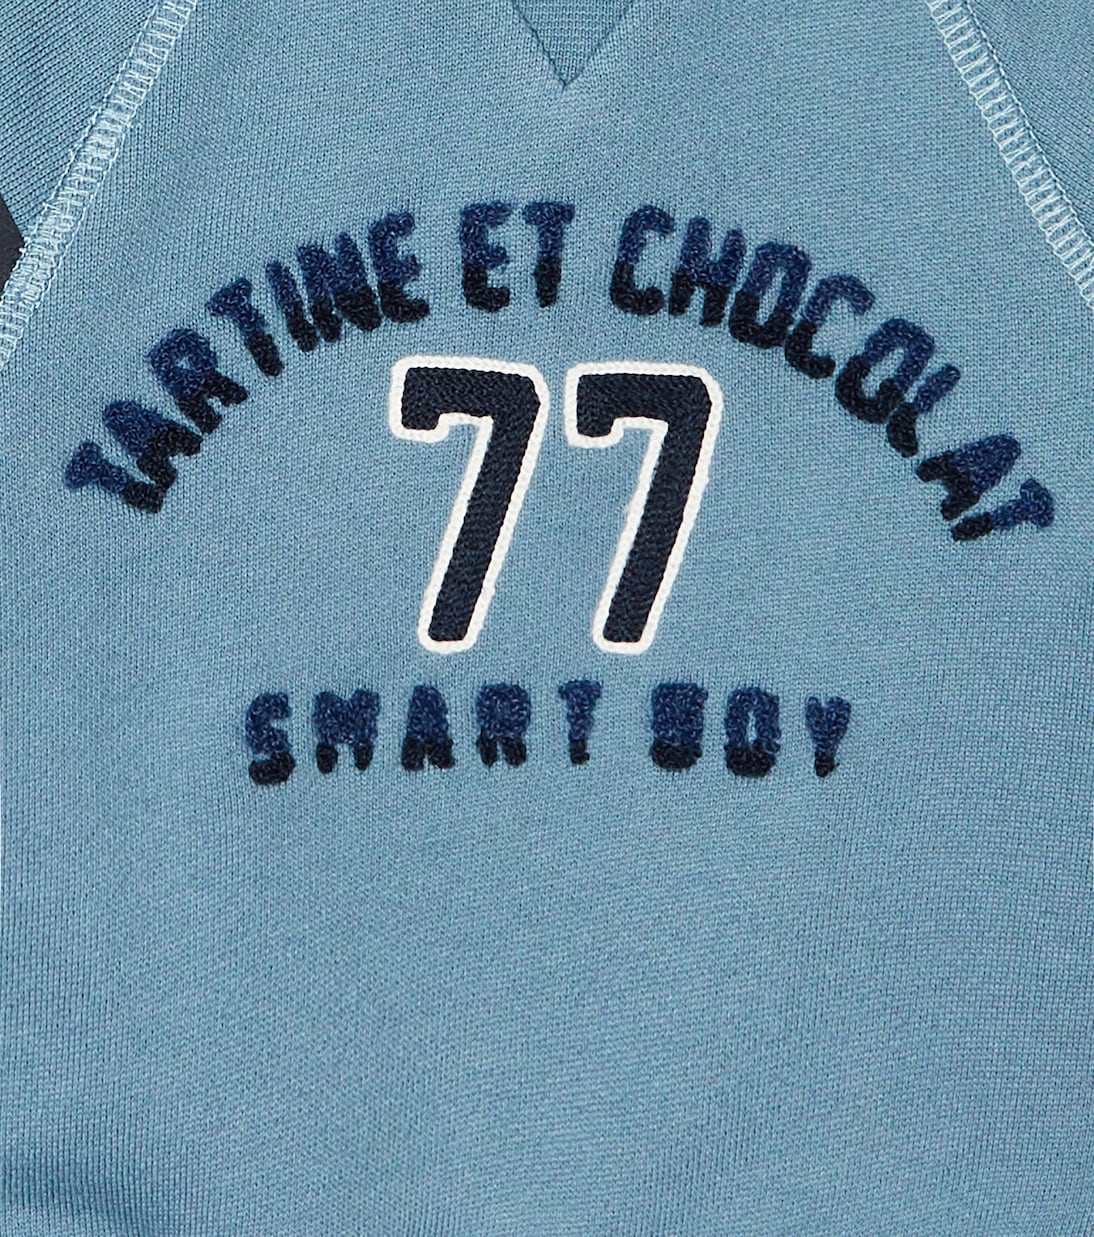 TARTINE ET CHOCOLAT
77
SMART BOY